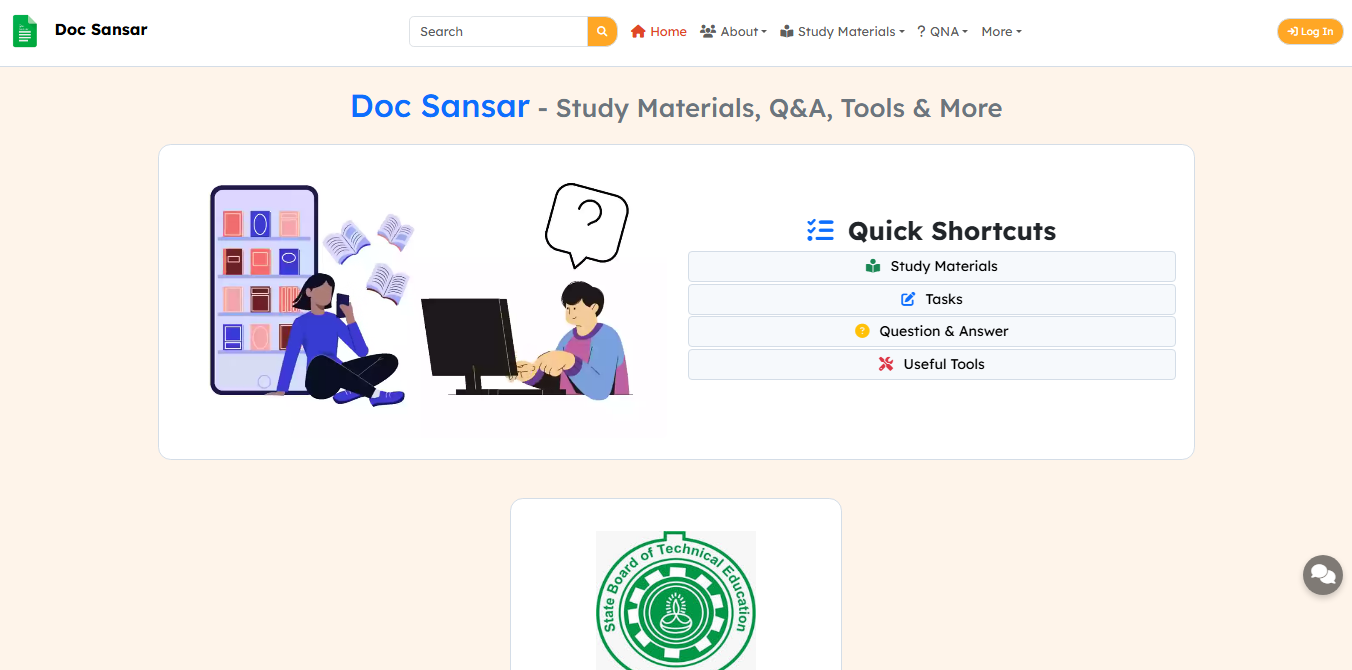 Doc Sansar
Search
Home
About
Study Materials
? QNA
More
Log In
Doc Sansar - Study Materials, Q&A, Tools & More
?
Quick Shortcuts
Study Materials
Tasks
? Question & Answer
Useful Tools
State Board of Technical Education